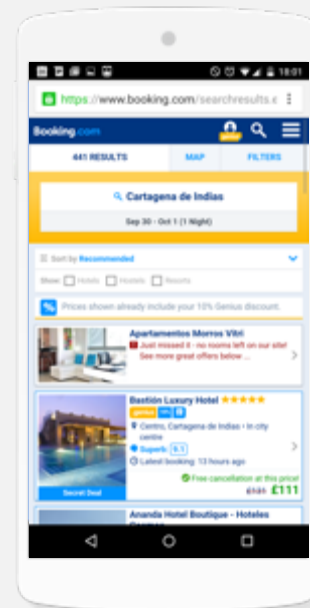 18:01
https://www.booking.com/searchresults.e
Booking.com
genius
441 RESULTS MAP FILTERS
Cartagena de Indias
Sep 30 - Oct 1 (1 Night)
Sort by Recommended
Show: Hotels Hostels Resorts
Prices shown already include your 10% Genius discount.
Apartamentos Morros Vitri
Just missed it - no rooms left on our site!
See more great offers below ...
Bastión Luxury Hotel
genius
Centro, Cartagena de Indias • In city
centre
Superb 9.1
Latest booking: 13 hours ago
Free cancellation at this price!
£111
Secret Deal
Ananda Hotel Boutique - Hoteles